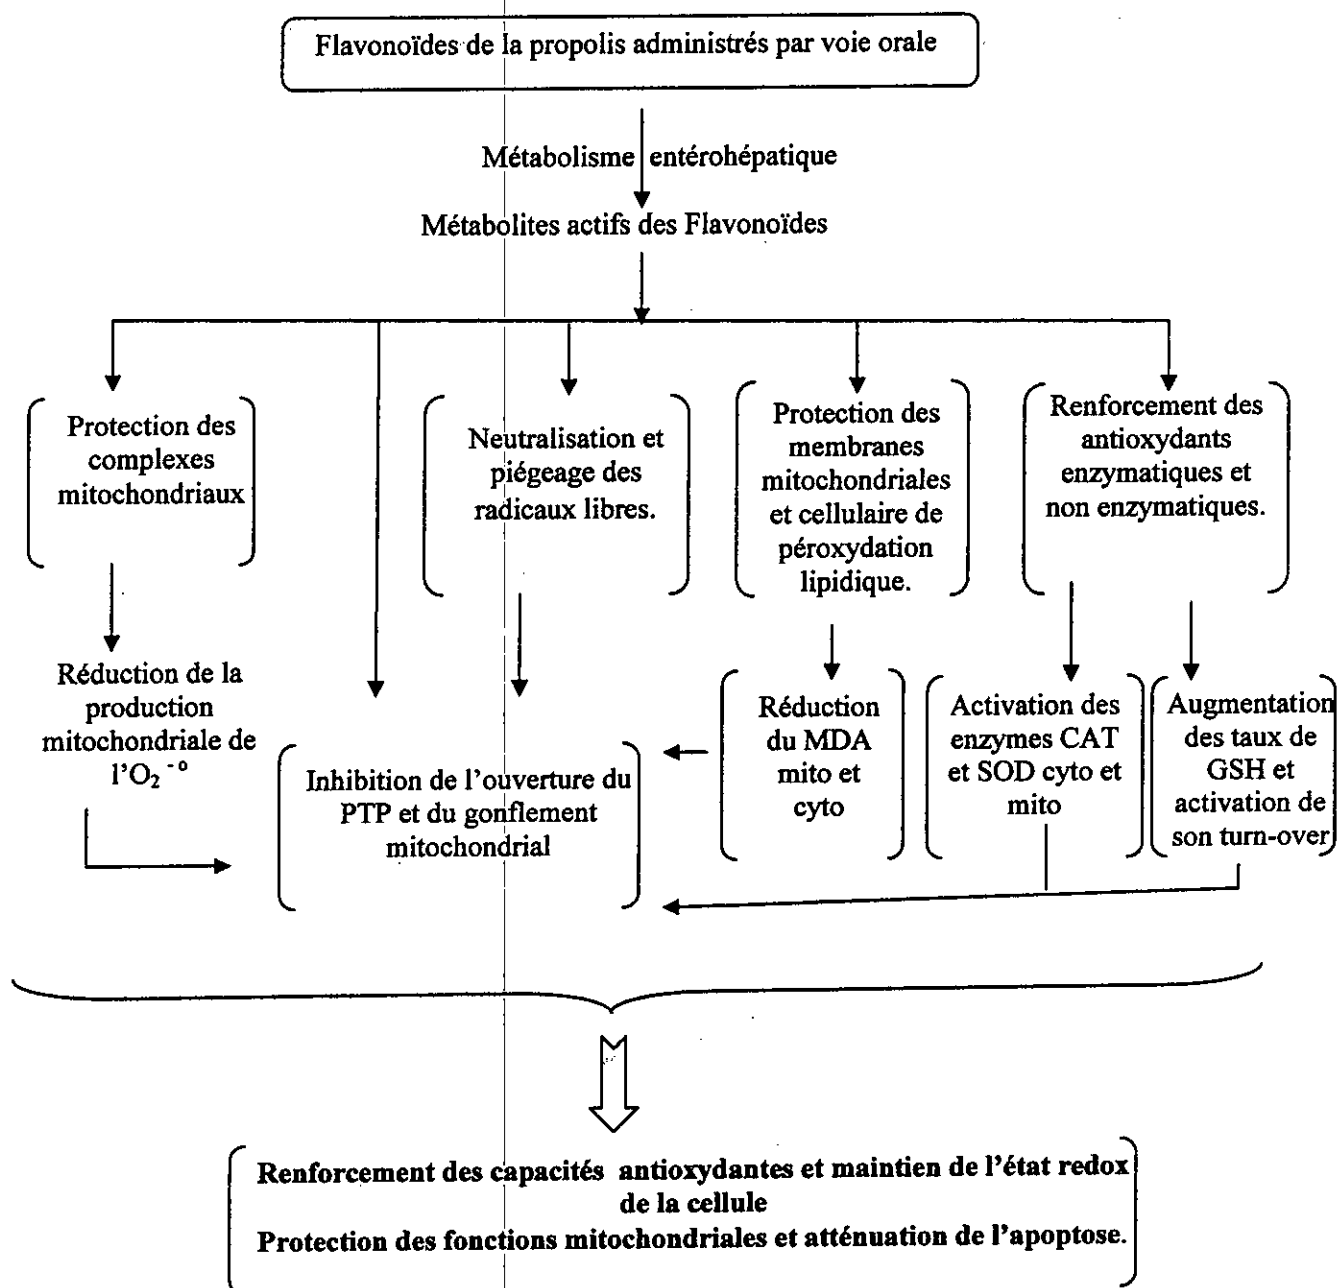 Flavonoïdes de la propolis administrés par voie orale
Métabolisme entérohépatique
Métabolites actifs des Flavonoïdes
Protection des
complexes
mitochondriaux
Neutralisation et
piégeage des
radicaux libres.
Protection des
membranes
mitochondriales
et cellulaire de
péroxydation
lipidique.
Renforcement des
antioxydants
enzymatiques et
non enzymatiques.
Réduction de la
production
mitochondriale de
l'O₂⁻°
Inhibition de l'ouverture du
PTP et du gonflement
mitochondrial
Réduction
du MDA
mito et
cyto
Activation des
enzymes CAT
et SOD cyto et
mito
Augmentation
des taux de
GSH et
activation de
son turn-over
Renforcement des capacités antioxydantes et maintien de l'état redox
de la cellule
Protection des fonctions mitochondriales et atténuation de l'apoptose.